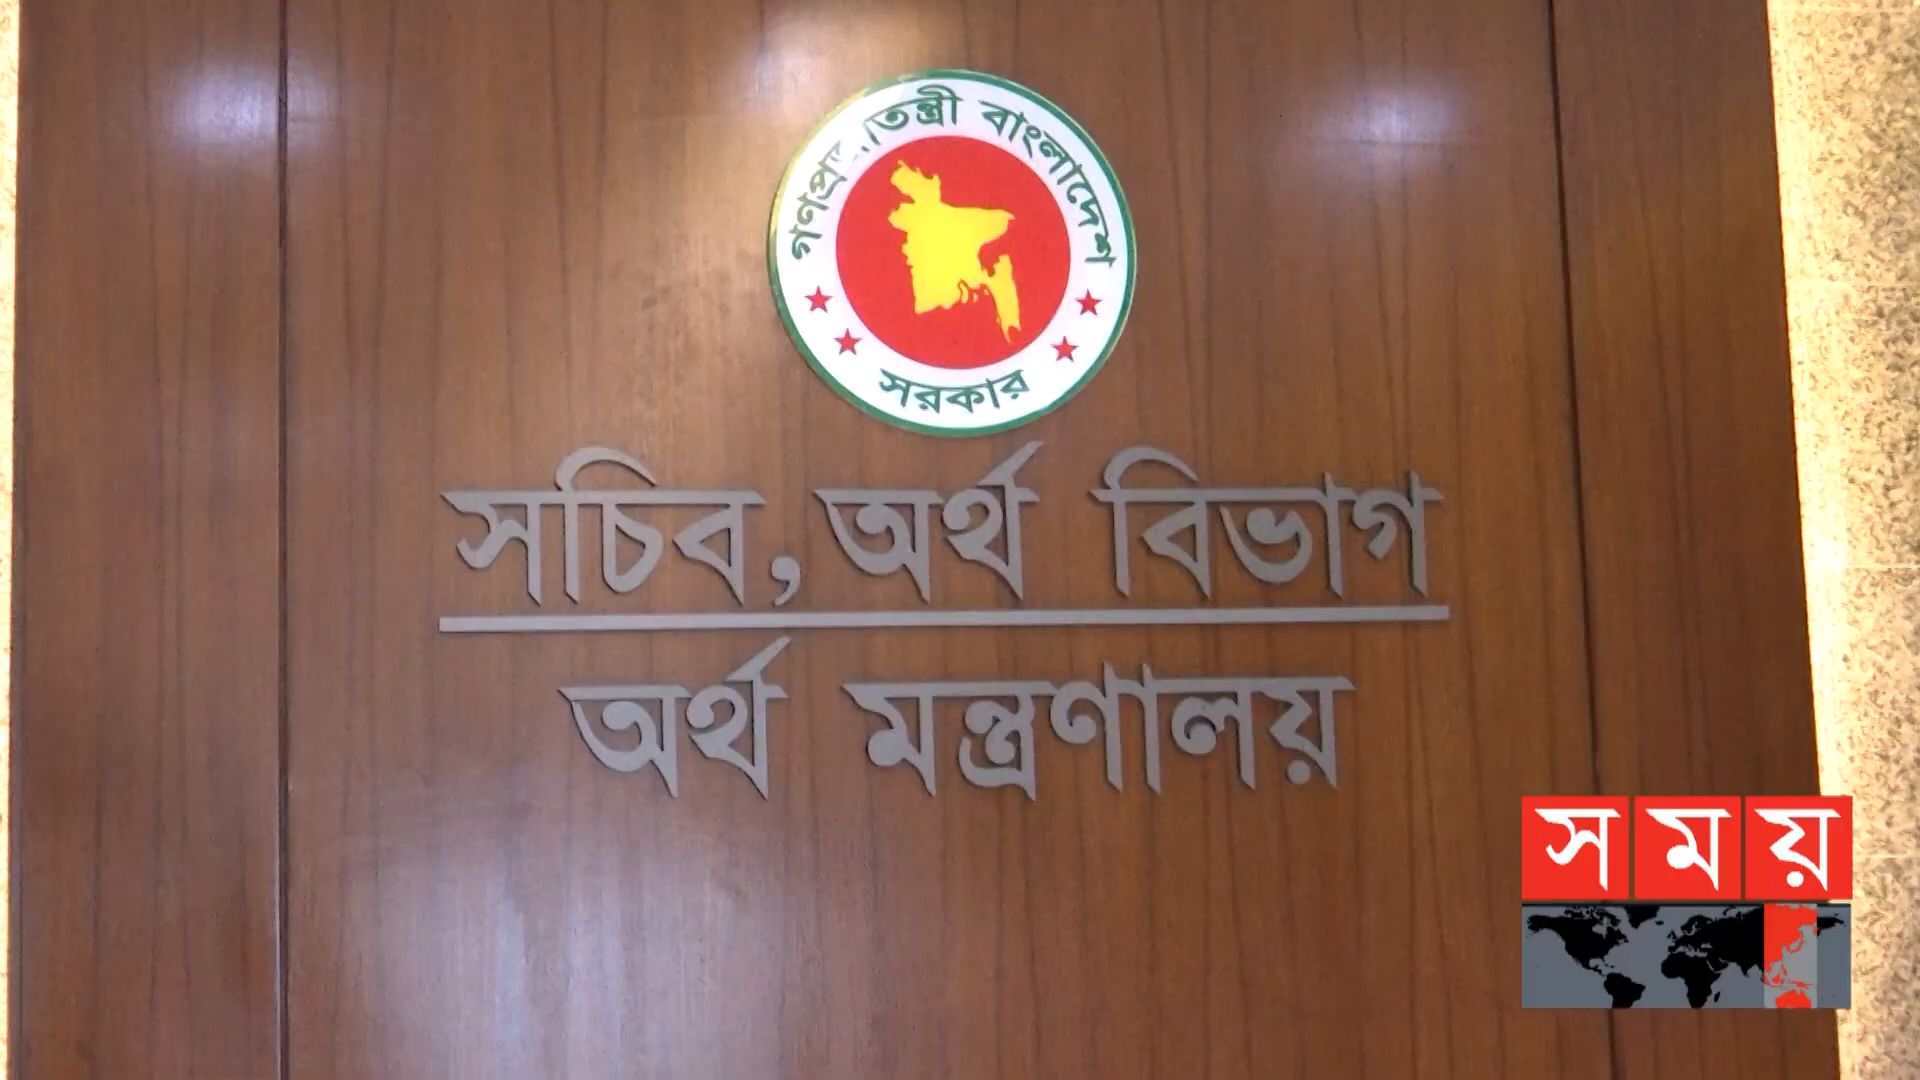 গণপ্রজাতন্ত্রী বাংলাদেশ
সরকার
সচিব, অর্থ বিভাগ
অর্থ মন্ত্রণালয়
সময়